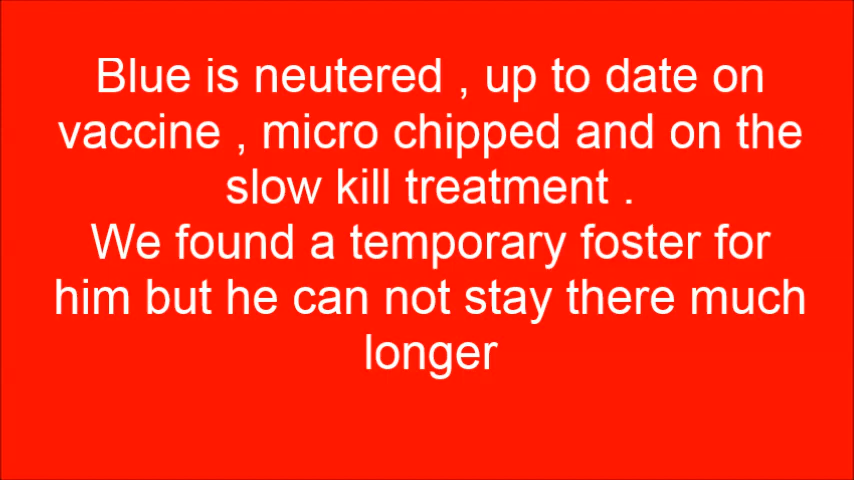 Blue is neutered , up to date on
vaccine , micro chipped and on the
slow kill treatment .
We found a temporary foster for
him but he can not stay there much
longer